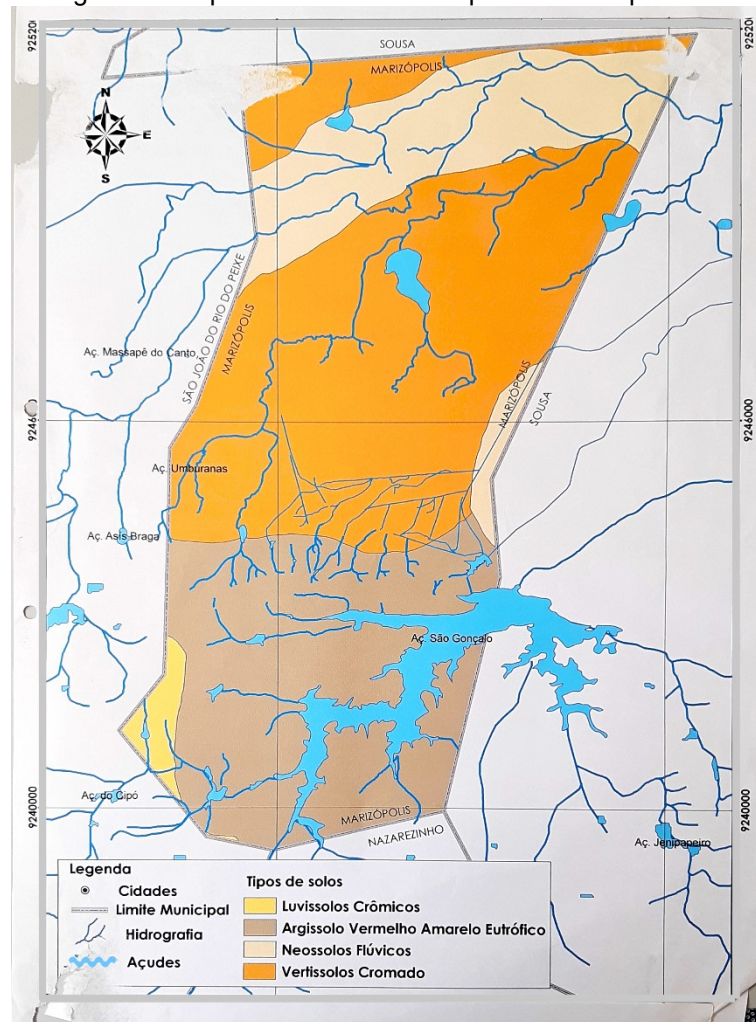 92520
92520
SOUSA
MARIZÓPOLIS
N
E
S
SÃO JOÃO DO RIO DO PEIXE
MARIZÓPOLIS
Aç. Massapê do Canto
MARIZÓPOLIS
SOUSA
9246000
9246000
Aç. Umburanas
Aç. Asis Braga
Aç. São Gonçalo
Aç. do Cipó
9240000
9240000
MARIZÓPOLIS
NAZAREZINHO
Aç. Jenipapeiro
Legenda
Cidades
Limite Municipal
Hidrografia
Açudes
Tipos de solos
Luvissolos Crômicos
Argissolo Vermelho Amarelo Eutrófico
Neossolos Flúvicos
Vertissolos Cromado